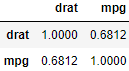 drat mpg
drat 1.0000 0.6812
mpg 0.6812 1.0000